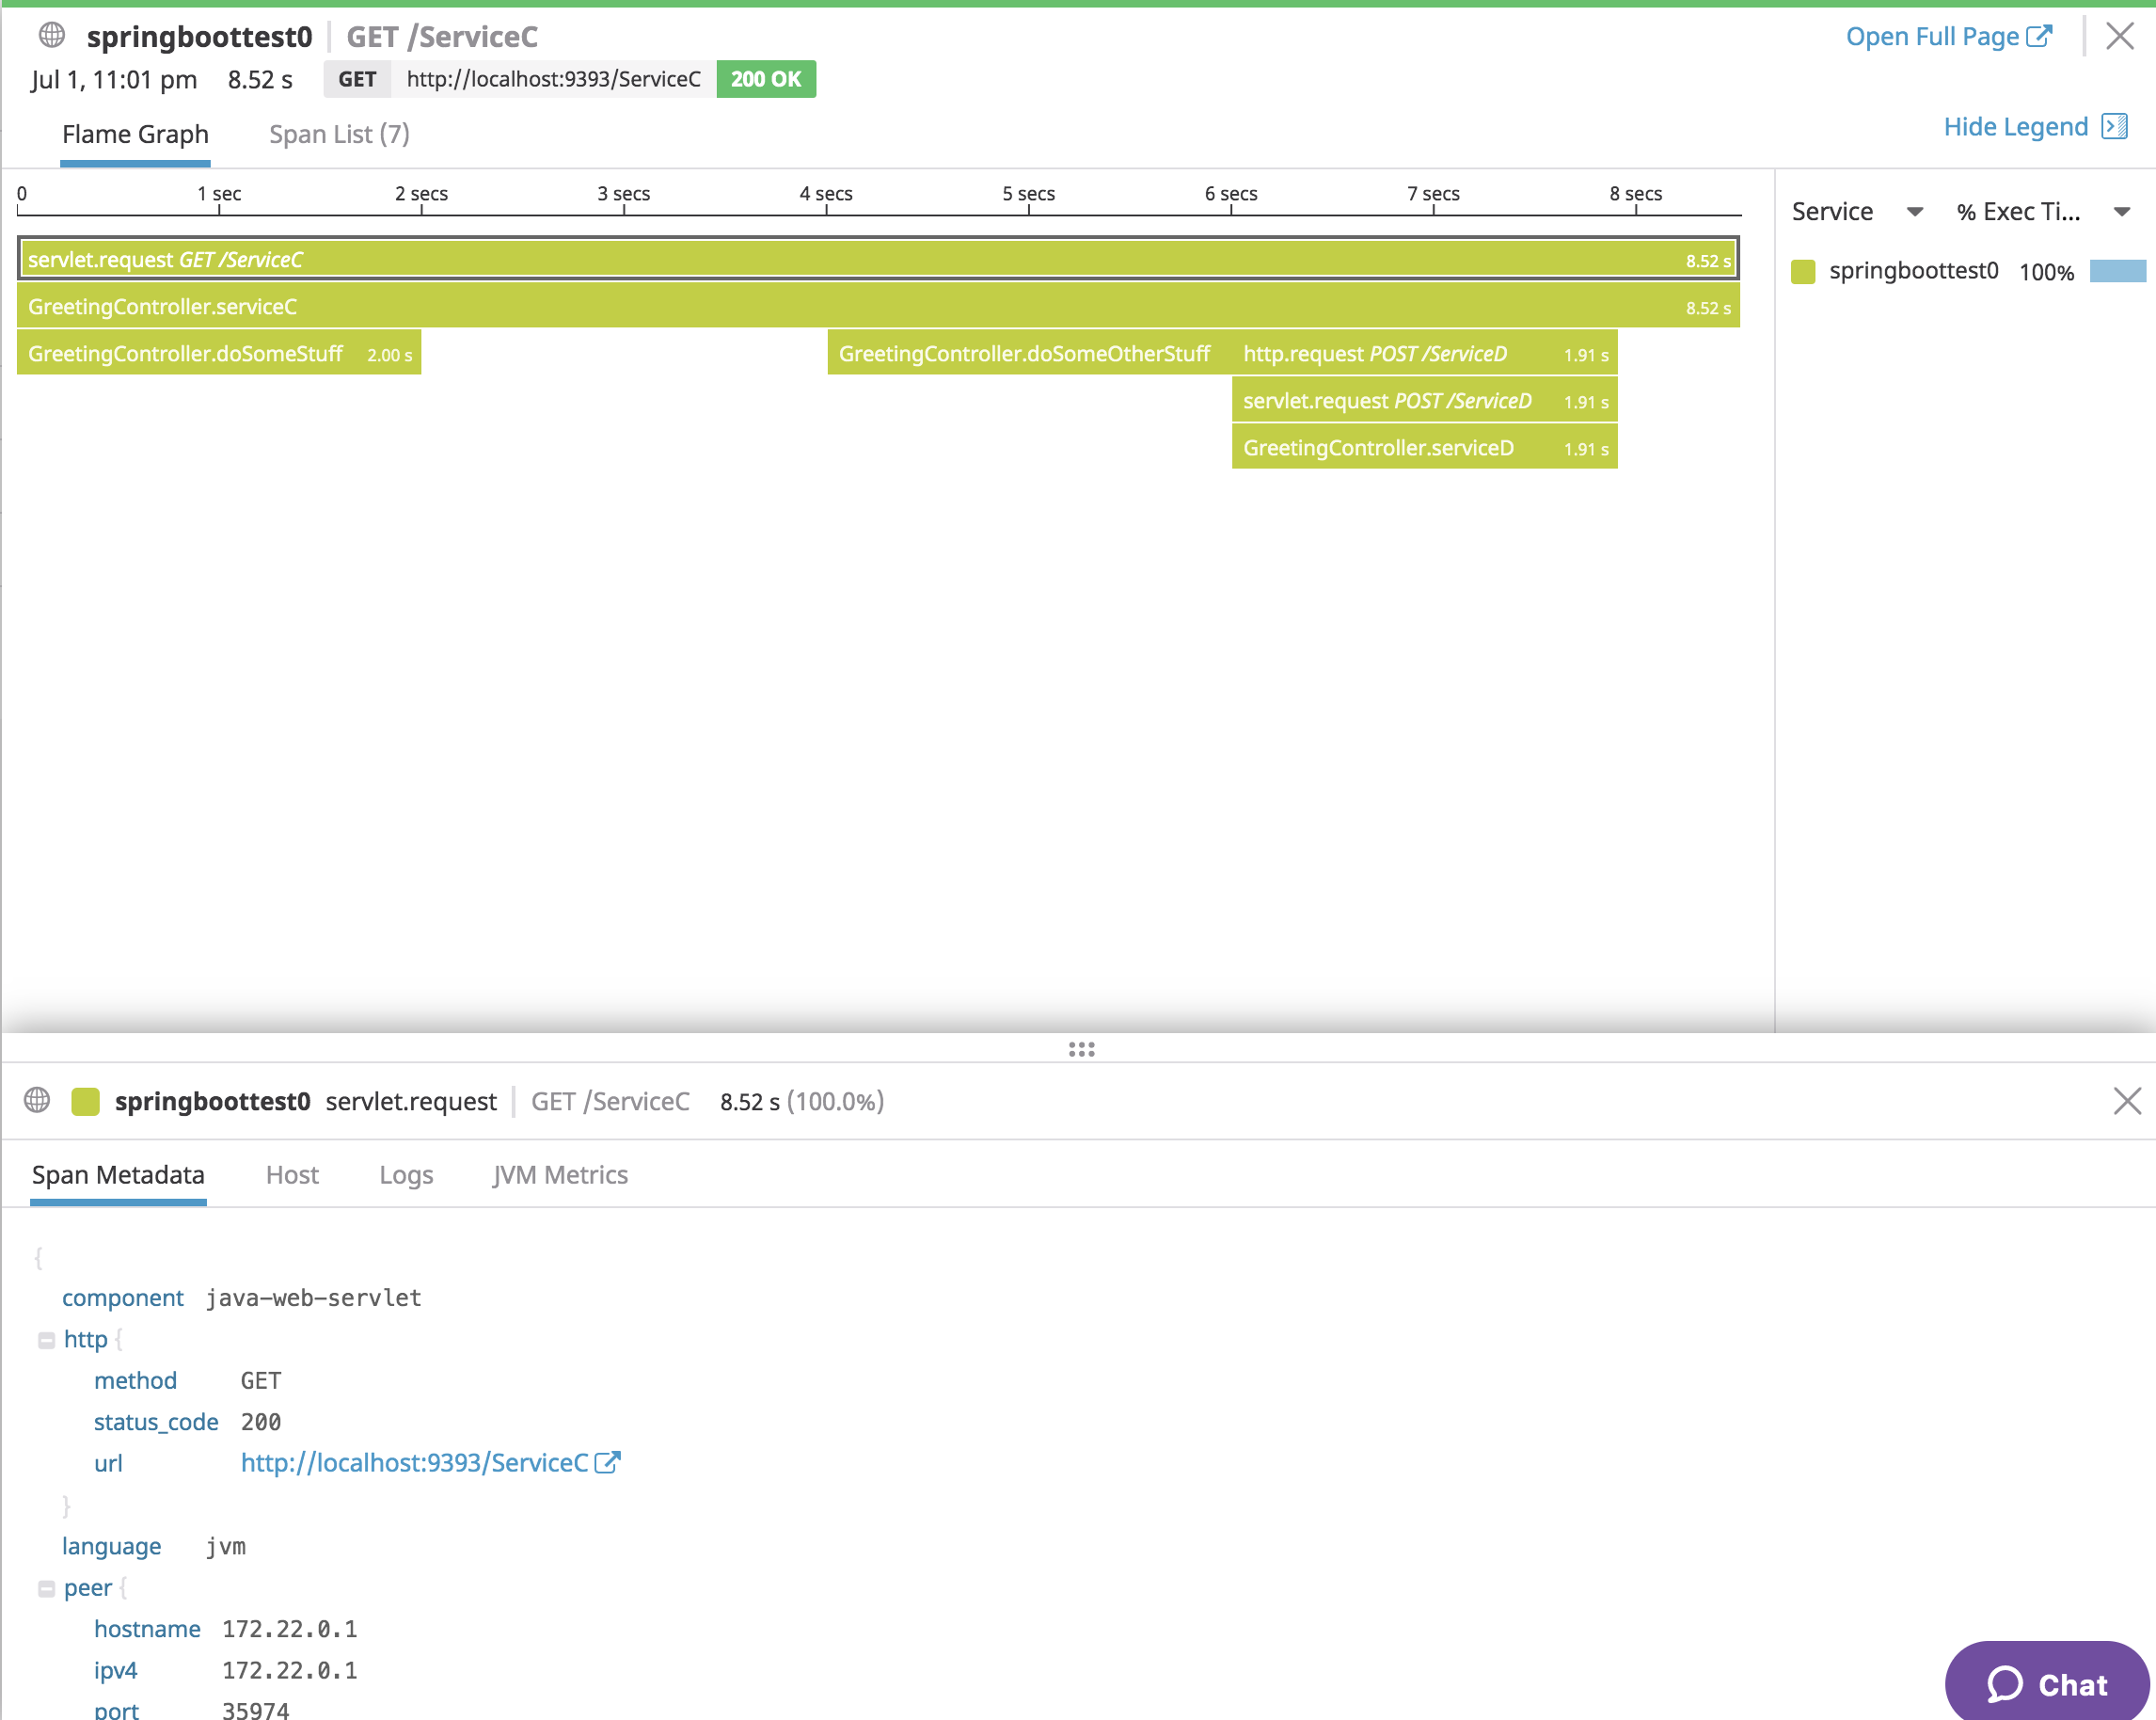 springboottest0 GET /ServiceC Open Full Page
Jul 1, 11:01 pm 8.52 s GET http://localhost:9393/ServiceC 200 OK
Flame Graph Span List (7) Hide Legend
0 1 sec 2 secs 3 secs 4 secs 5 secs 6 secs 7 secs 8 secs
Service % Exec Ti...
servlet.request GET /ServiceC 8.52 s
springboottest0 100%
GreetingController.serviceC 8.52 s
GreetingController.doSomeStuff 2.00 s GreetingController.doSomeOtherStuff http.request POST /ServiceD 1.91 s
servlet.request POST /ServiceD 1.91 s
GreetingController.serviceD 1.91 s
springboottest0 servlet.request GET /ServiceC 8.52 s (100.0%)
Span Metadata Host Logs JVM Metrics
{
component java-web-servlet
http {
method GET
status_code 200
url http://localhost:9393/ServiceC
}
language jvm
peer {
hostname 172.22.0.1
ipv4 172.22.0.1
port 35974
Chat